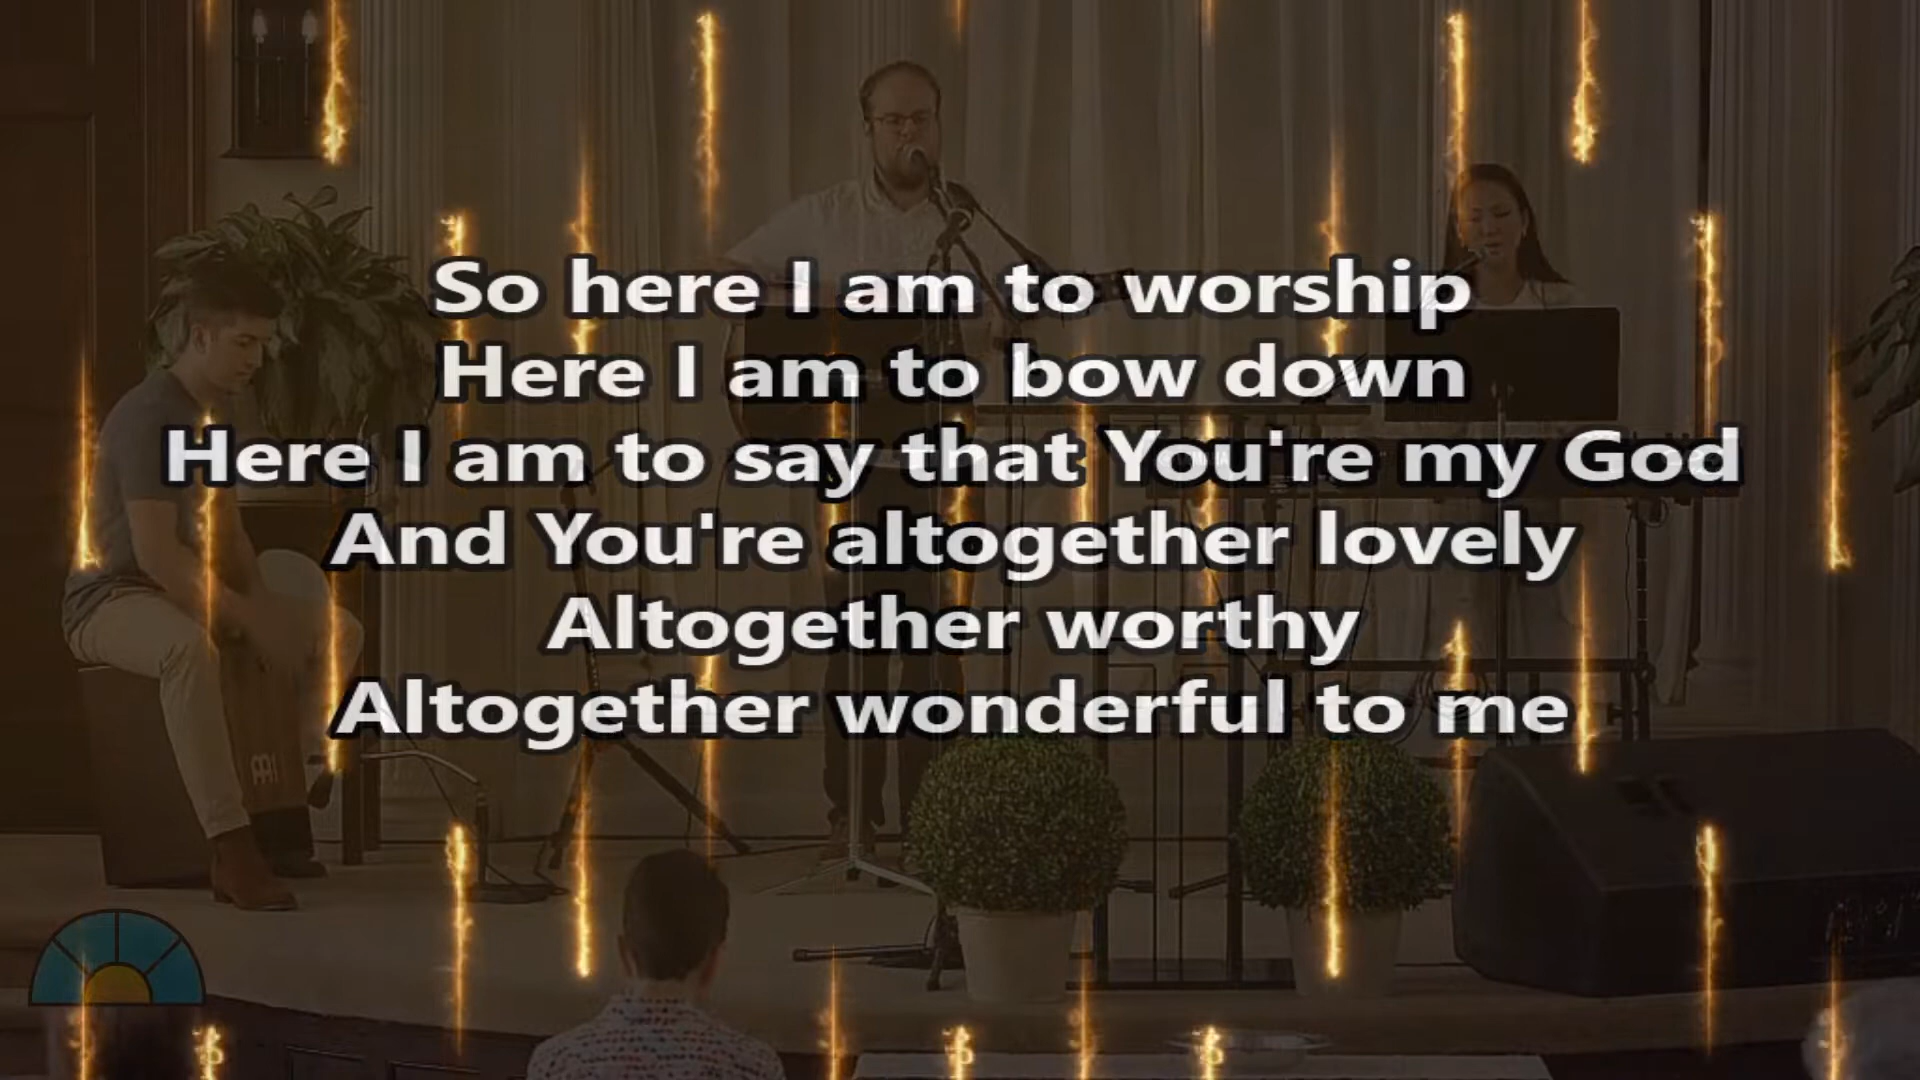 So here I am to worship
Here I am to bow down
Here I am to say that You're my God
And You're altogether lovely
Altogether worthy
Altogether wonderful to me